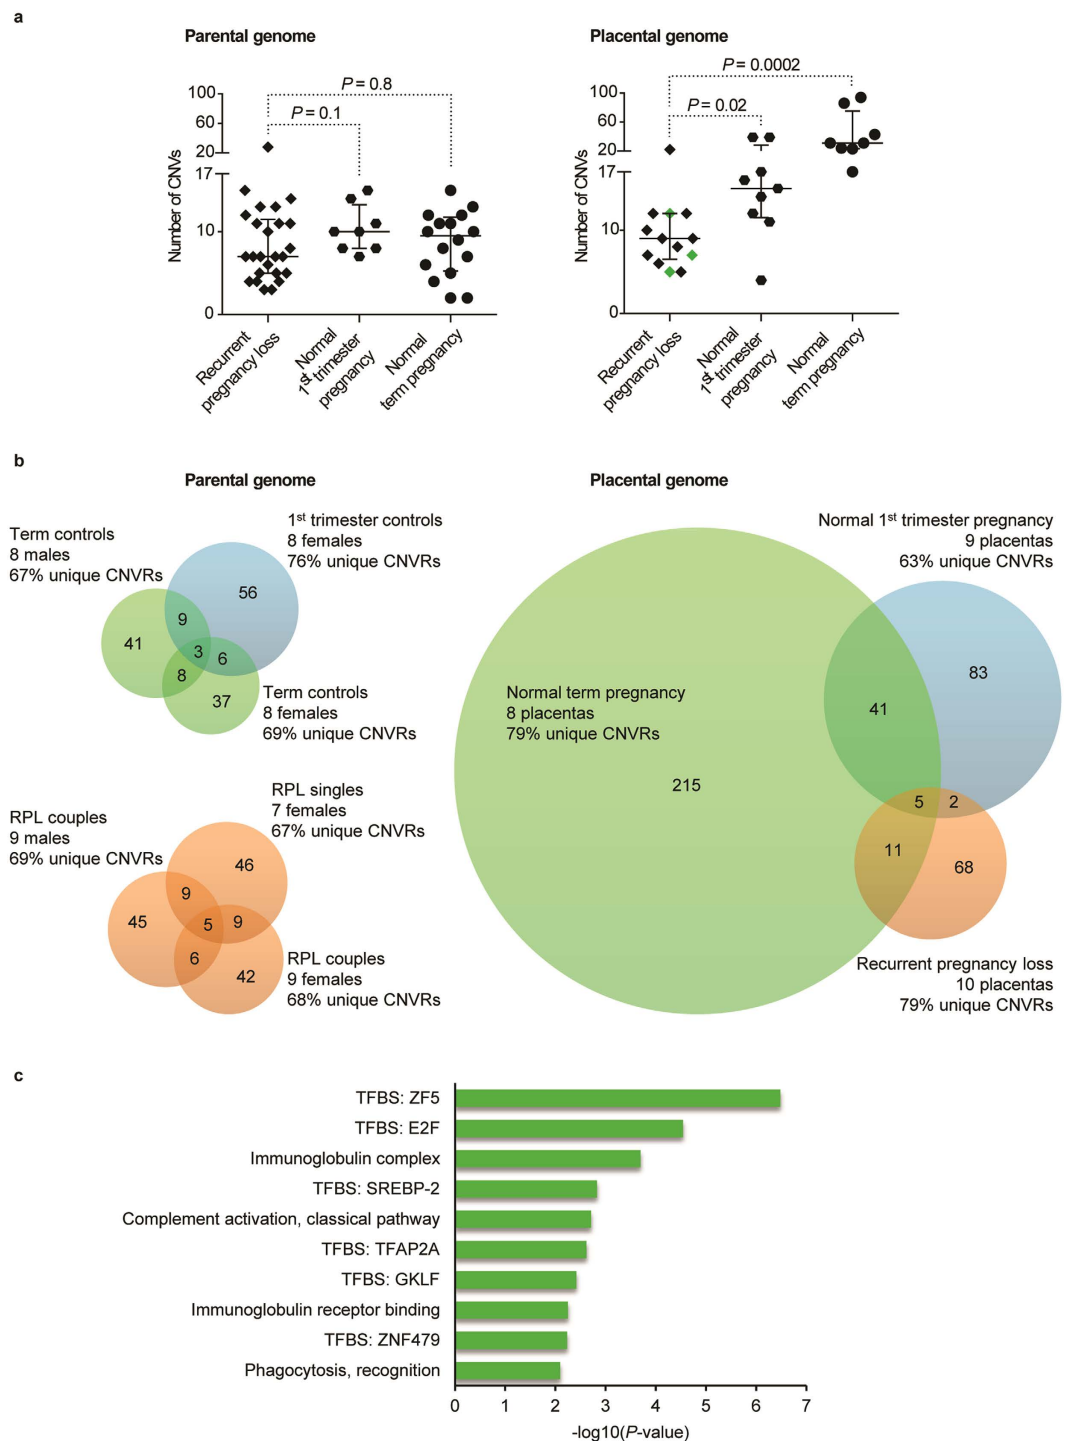 a
Parental genome
Placental genome
P = 0.8
P = 0.1
100
60
20
17
10
0
Number of CNVs
Recurrent
pregnancy loss
Normal
1st trimester
pregnancy
Normal
term pregnancy
P = 0.0002
P = 0.02
100
60
20
17
10
0
Number of CNVs
Recurrent
pregnancy loss
Normal
1st trimester
pregnancy
Normal
term pregnancy
b
Parental genome
Placental genome
Term controls
8 males
67% unique CNVRs
1st trimester controls
8 females
76% unique CNVRs
56
9
41
3
6
8
37
Term controls
8 females
69% unique CNVRs
RPL couples
9 males
69% unique CNVRs
RPL singles
7 females
67% unique CNVRs
46
9
45
5
9
6
42
RPL couples
9 females
68% unique CNVRs
Normal term pregnancy
8 placentas
79% unique CNVRs
215
Normal 1st trimester pregnancy
9 placentas
63% unique CNVRs
83
41
5
2
11
68
Recurrent pregnancy loss
10 placentas
79% unique CNVRs
c
TFBS: ZF5
TFBS: E2F
Immunoglobulin complex
TFBS: SREBP-2
Complement activation, classical pathway
TFBS: TFAP2A
TFBS: GKLF
Immunoglobulin receptor binding
TFBS: ZNF479
Phagocytosis, recognition
0 1 2 3 4 5 6 7
-log10(P-value)